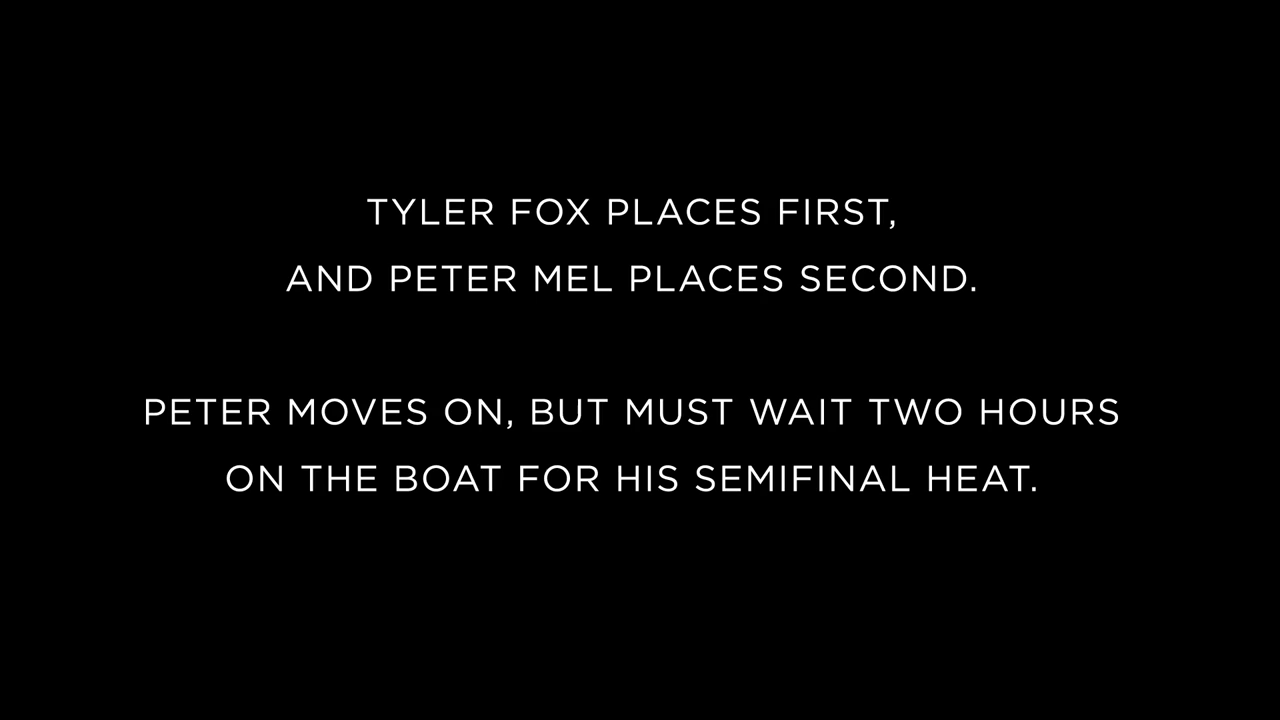 TYLER FOX PLACES FIRST,
AND PETER MEL PLACES SECOND.
PETER MOVES ON, BUT MUST WAIT TWO HOURS
ON THE BOAT FOR HIS SEMIFINAL HEAT.